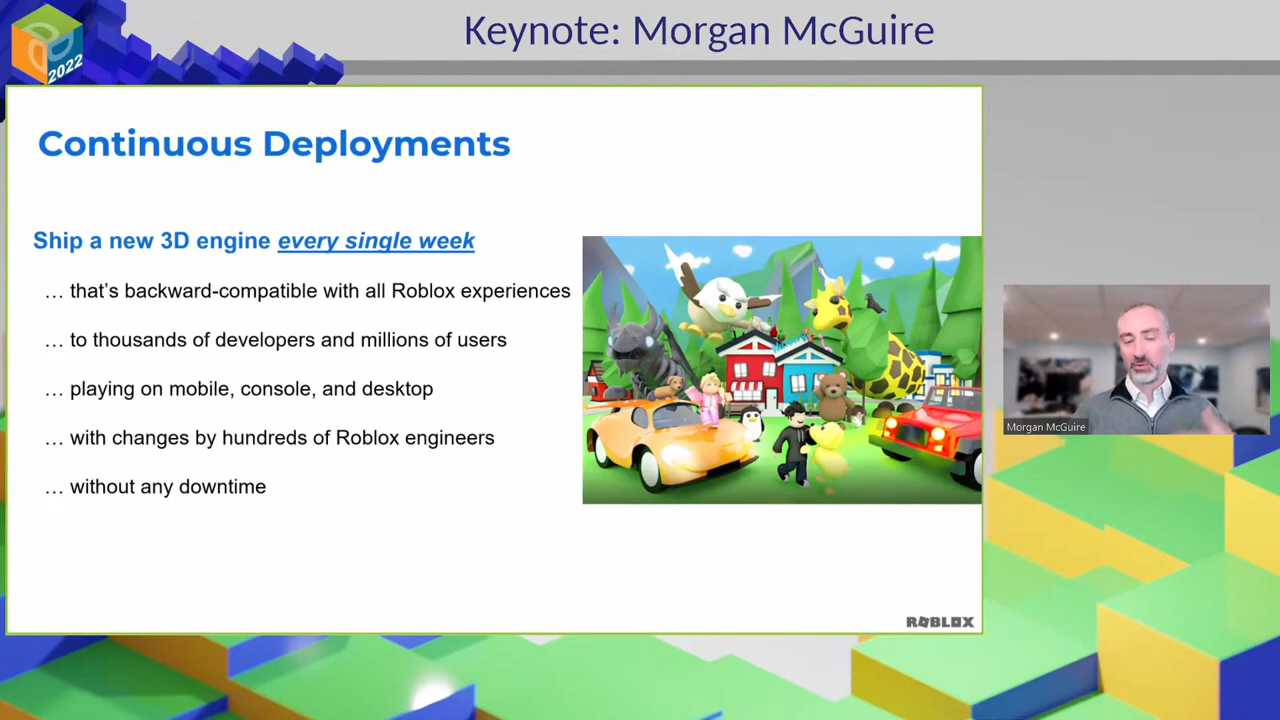 Keynote: Morgan McGuire
2022
Continuous Deployments
Ship a new 3D engine every single week
… that’s backward-compatible with all Roblox experiences
… to thousands of developers and millions of users
… playing on mobile, console, and desktop
… with changes by hundreds of Roblox engineers
… without any downtime
ROBLOX
Morgan McGuire